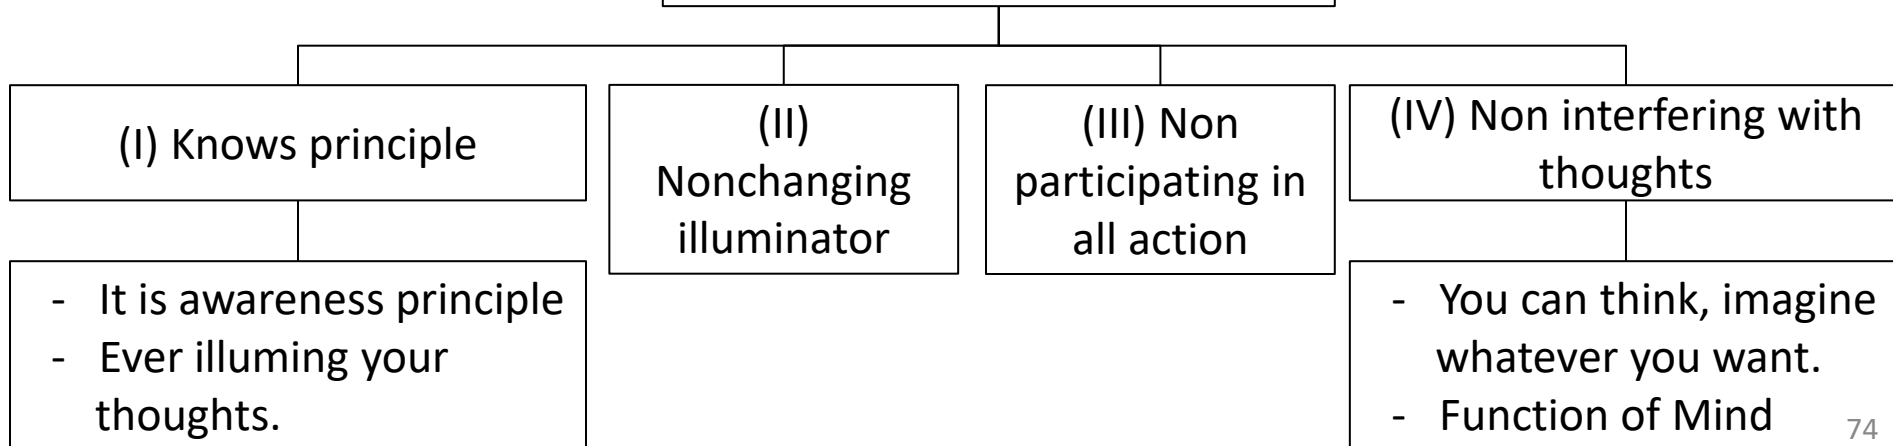 (I) Knows principle
(II)
Nonchanging
illuminator
(III) Non
participating in
all action
(IV) Non interfering with
thoughts
- It is awareness principle
- Ever illuming your
thoughts.
- You can think, imagine
whatever you want.
- Function of Mind
74